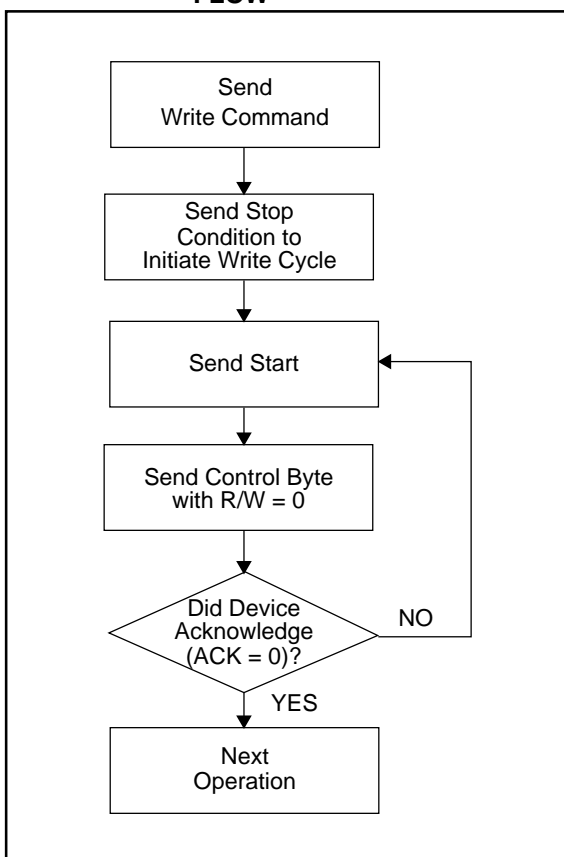 FLOW
Send
Write Command
Send Stop
Condition to
Initiate Write Cycle
Send Start
Send Control Byte
with R/W = 0
Did Device
Acknowledge
(ACK = 0)?
NO
YES
Next
Operation